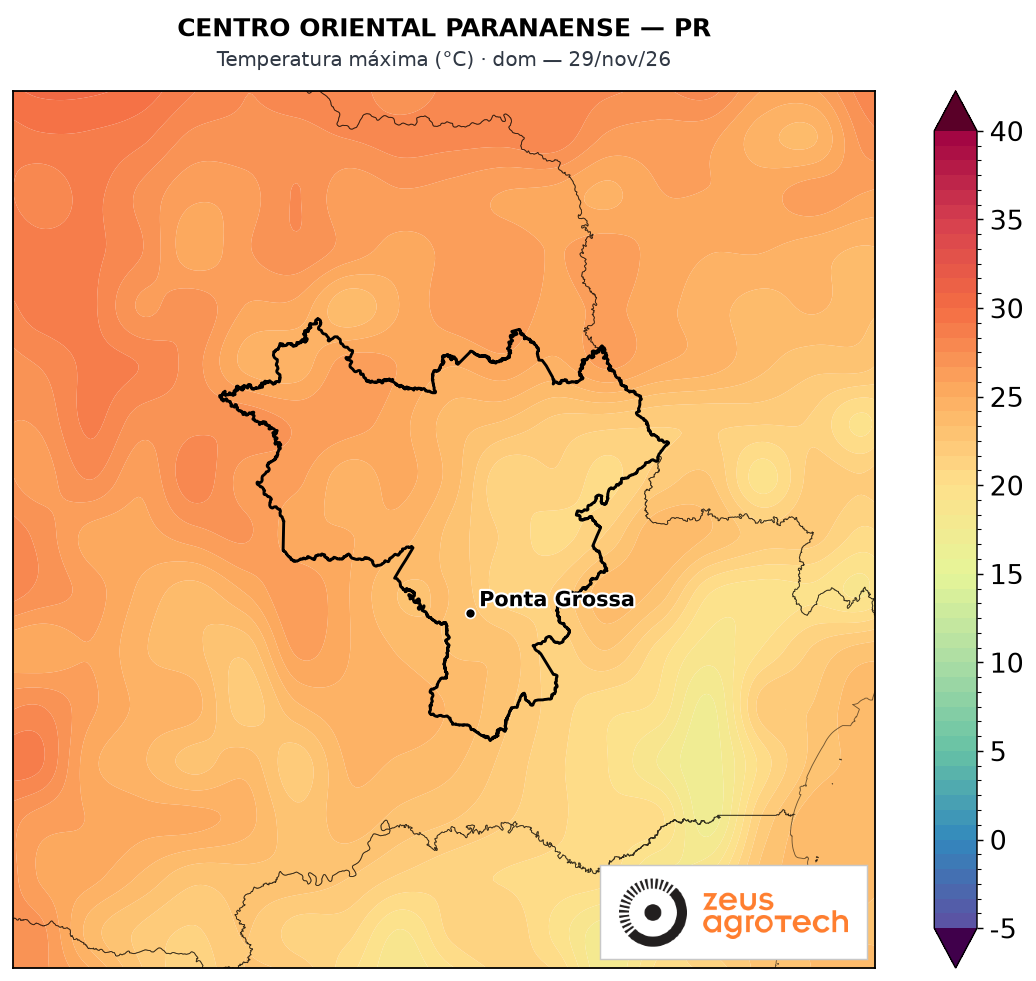 CENTRO ORIENTAL PARANAENSE — PR
Temperatura máxima (°C) · dom — 29/nov/26
40
35
30
25
20
15
10
5
0
-5
Ponta Grossa
zeus
agrotech